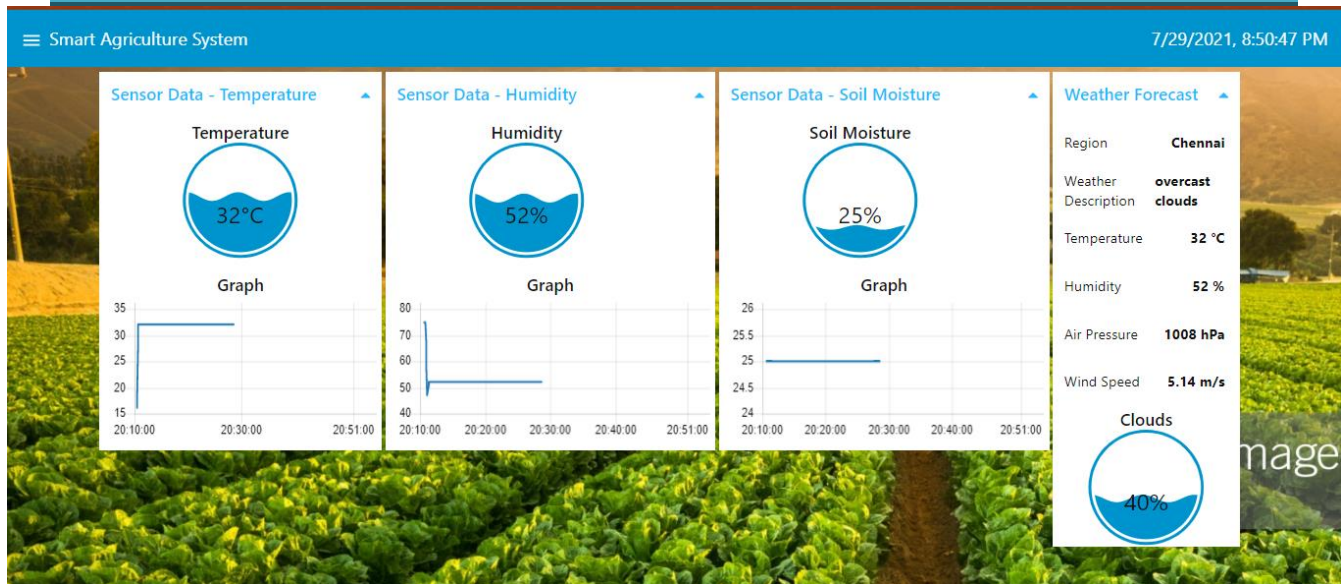 Smart Agriculture System
7/29/2021, 8:50:47 PM
Sensor Data - Temperature
Temperature
32°C
Graph
35
30
25
20
15
20:10:00 20:30:00 20:51:00
Sensor Data - Humidity
Humidity
52%
Graph
80
70
60
50
40
20:10:00 20:20:00 20:30:00 20:40:00 20:51:00
Sensor Data - Soil Moisture
Soil Moisture
25%
Graph
26
25.5
25
24.5
24
20:10:00 20:20:00 20:30:00 20:40:00 20:51:00
Weather Forecast
Region Chennai
Weather Description overcast clouds
Temperature 32 °C
Humidity 52 %
Air Pressure 1008 hPa
Wind Speed 5.14 m/s
Clouds
40%
mage